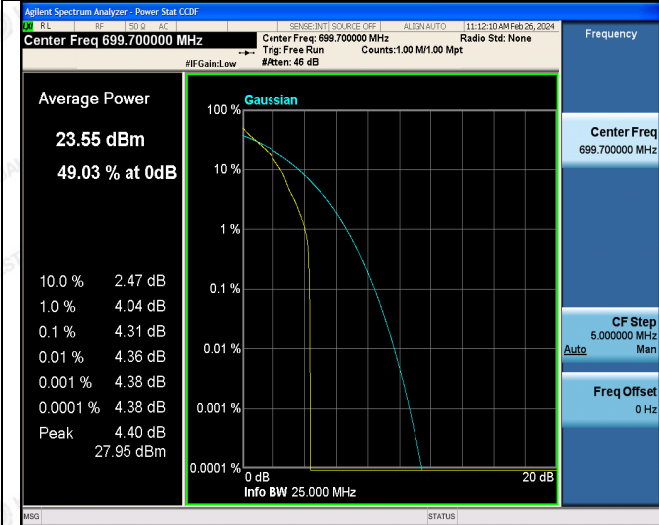 Agilent Spectrum Analyzer - Power Stat CCDF
RL RF 50 Ω AC SENSE:INT SOURCE OFF ALIGN AUTO 11:12:10 AM Feb 26, 2024
Center Freq 699.700000 MHz
Center Freq: 699.700000 MHz Radio Std: None
Trig: Free Run Counts:1.00 M/1.00 Mpt
#IFGain:Low #Atten: 46 dB
Frequency
Average Power
23.55 dBm
49.03 % at 0dB
10.0 % 2.47 dB
1.0 % 4.04 dB
0.1 % 4.31 dB
0.01 % 4.36 dB
0.001 % 4.38 dB
0.0001 % 4.38 dB
Peak 4.40 dB
27.95 dBm
Gaussian
100 %
10 %
1 %
0.1 %
0.01 %
0.001 %
0.0001 %
0 dB 20 dB
Info BW 25.000 MHz
Center Freq
699.700000 MHz
CF Step
5.000000 MHz
Auto Man
Freq Offset
0 Hz
MSG STATUS